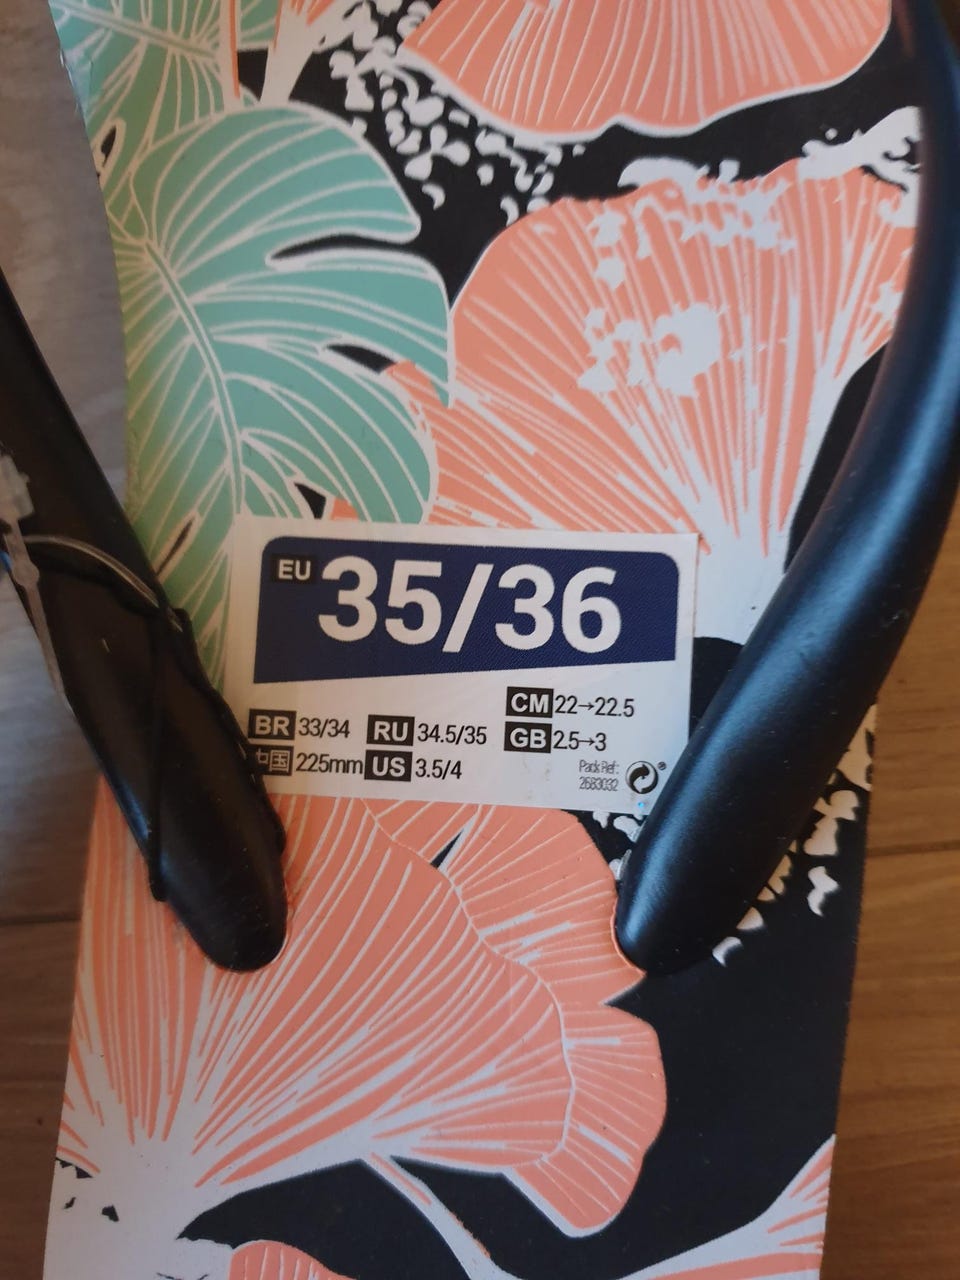 EU 35/36
CM 22→22.5
BR 33/34 RU 34.5/35 GB 2.5→3
中国 225mm US 3.5/4
Pack Ref.:
2683032
®